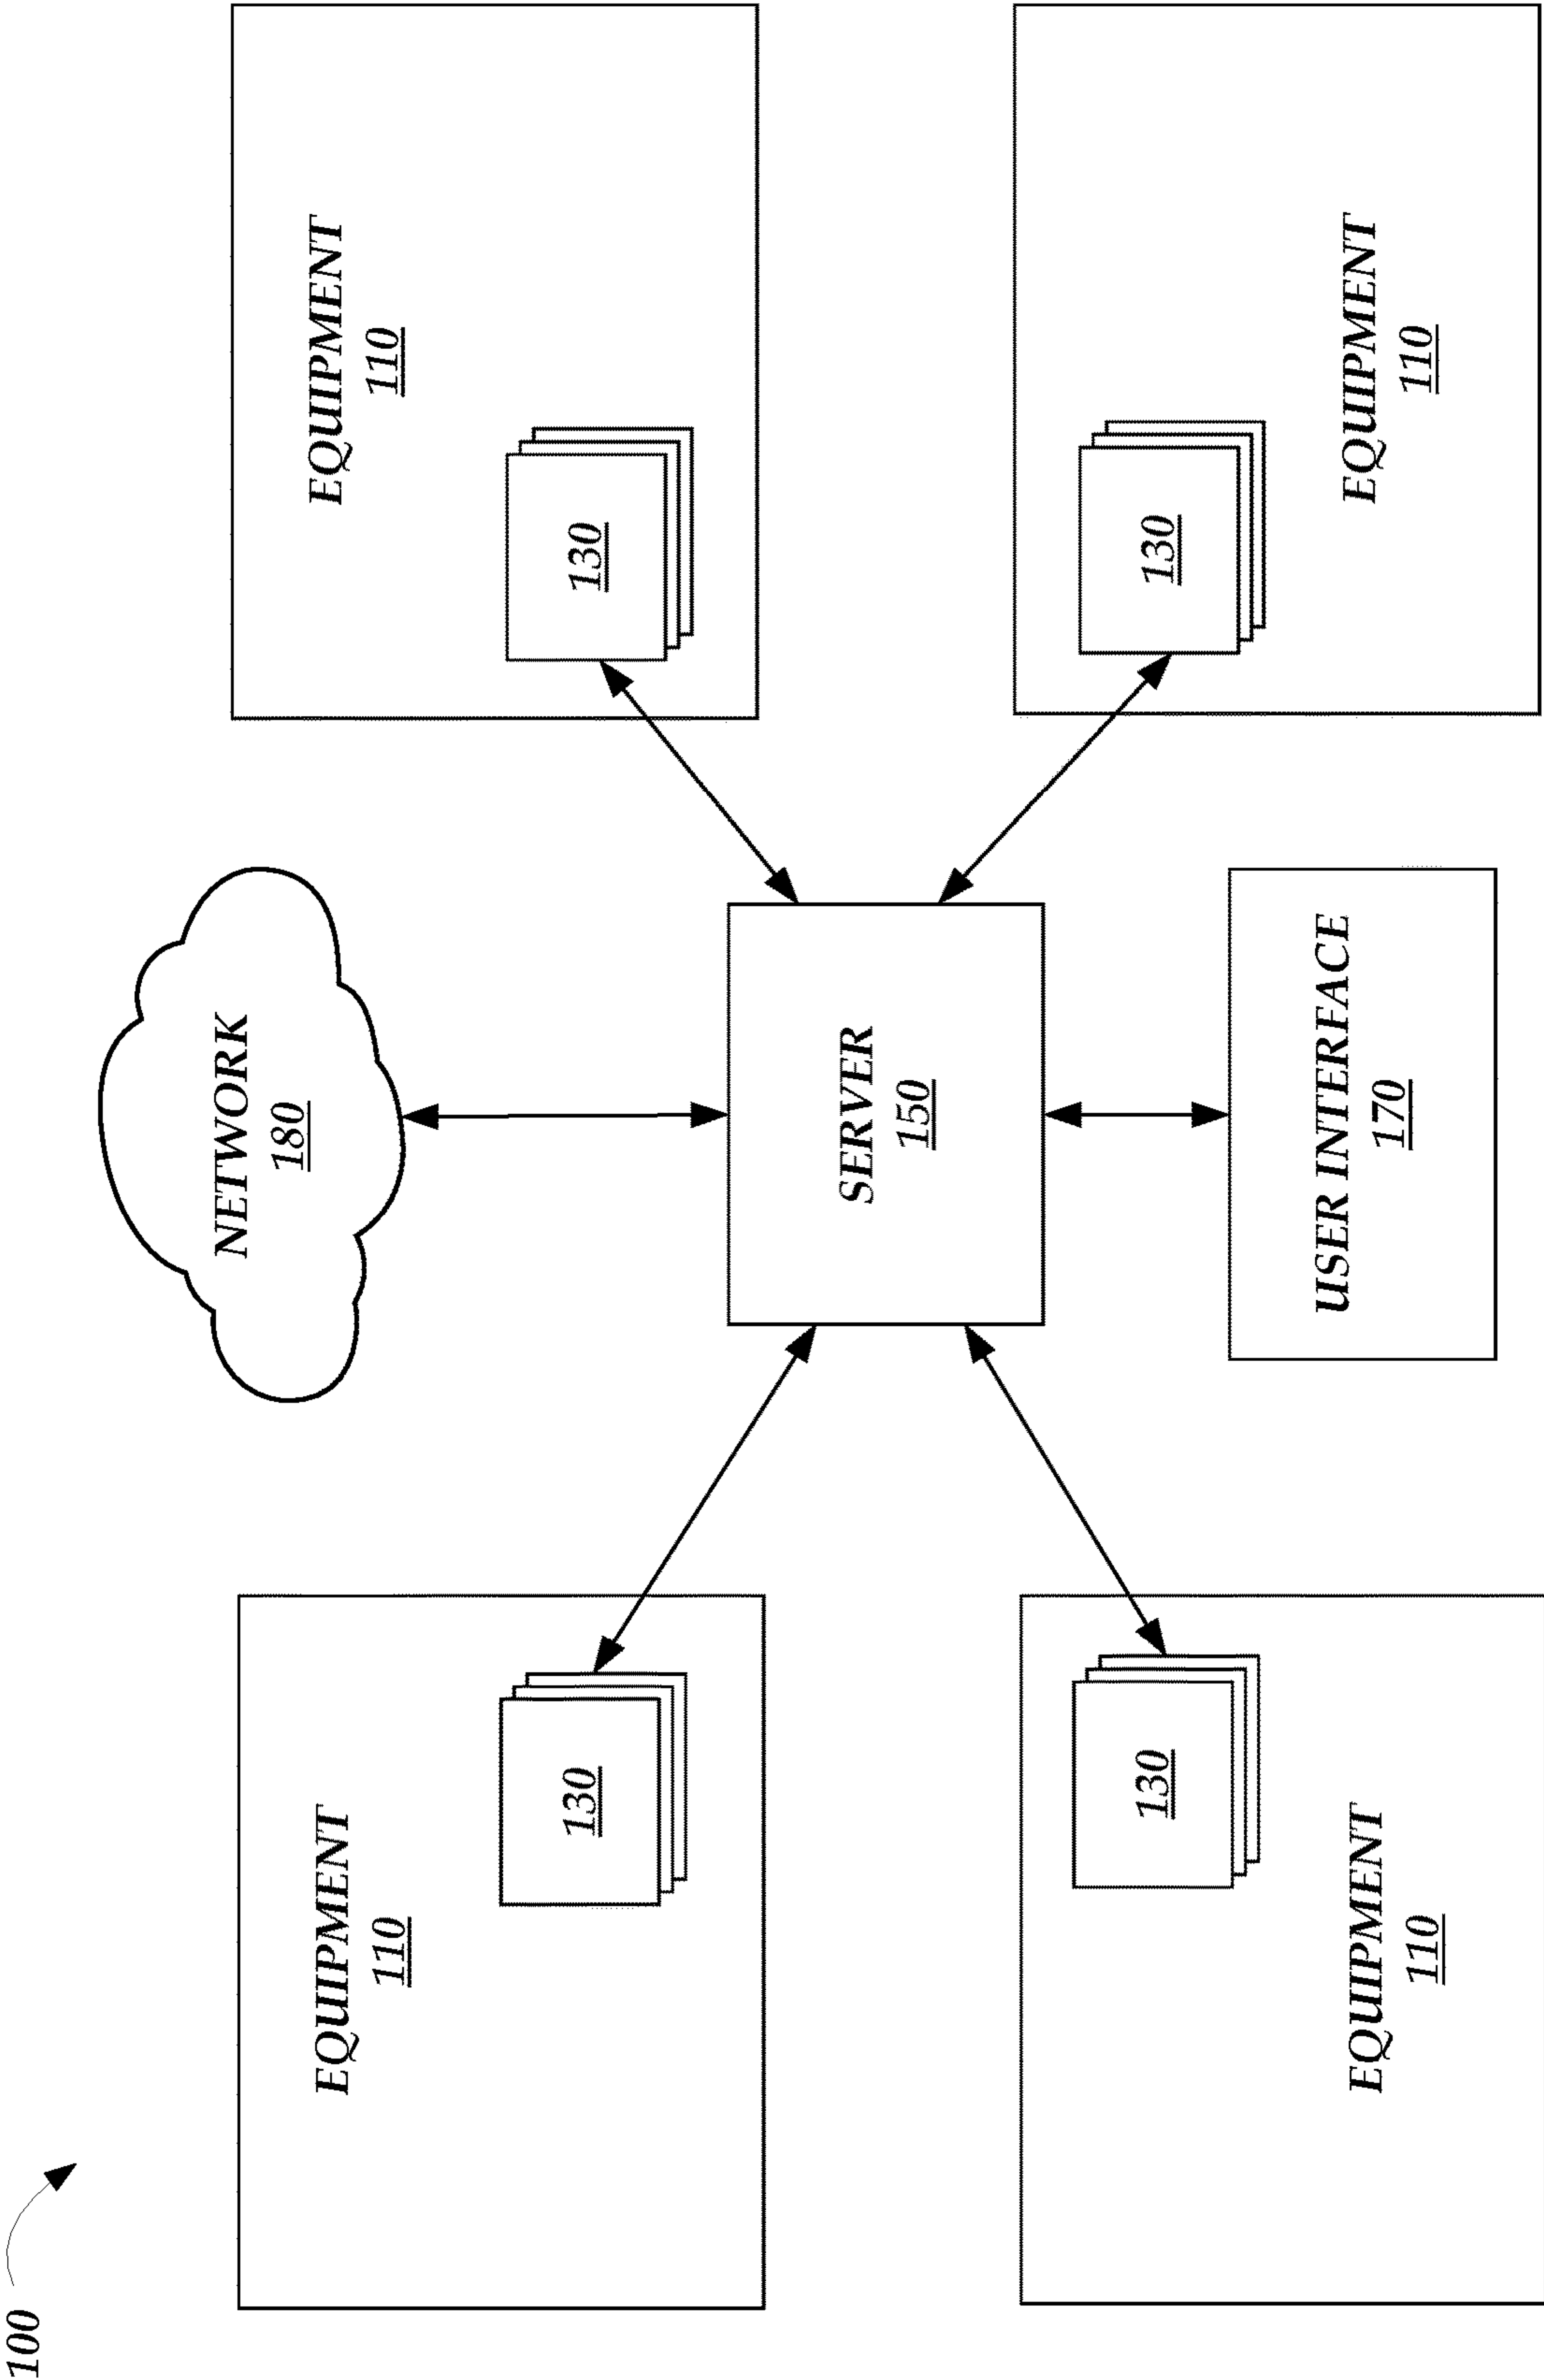 100
NETWORK
180
EQUIPMENT
110
130
EQUIPMENT
110
130
SERVER
150
130
EQUIPMENT
110
130
EQUIPMENT
110
USER INTERFACE
170